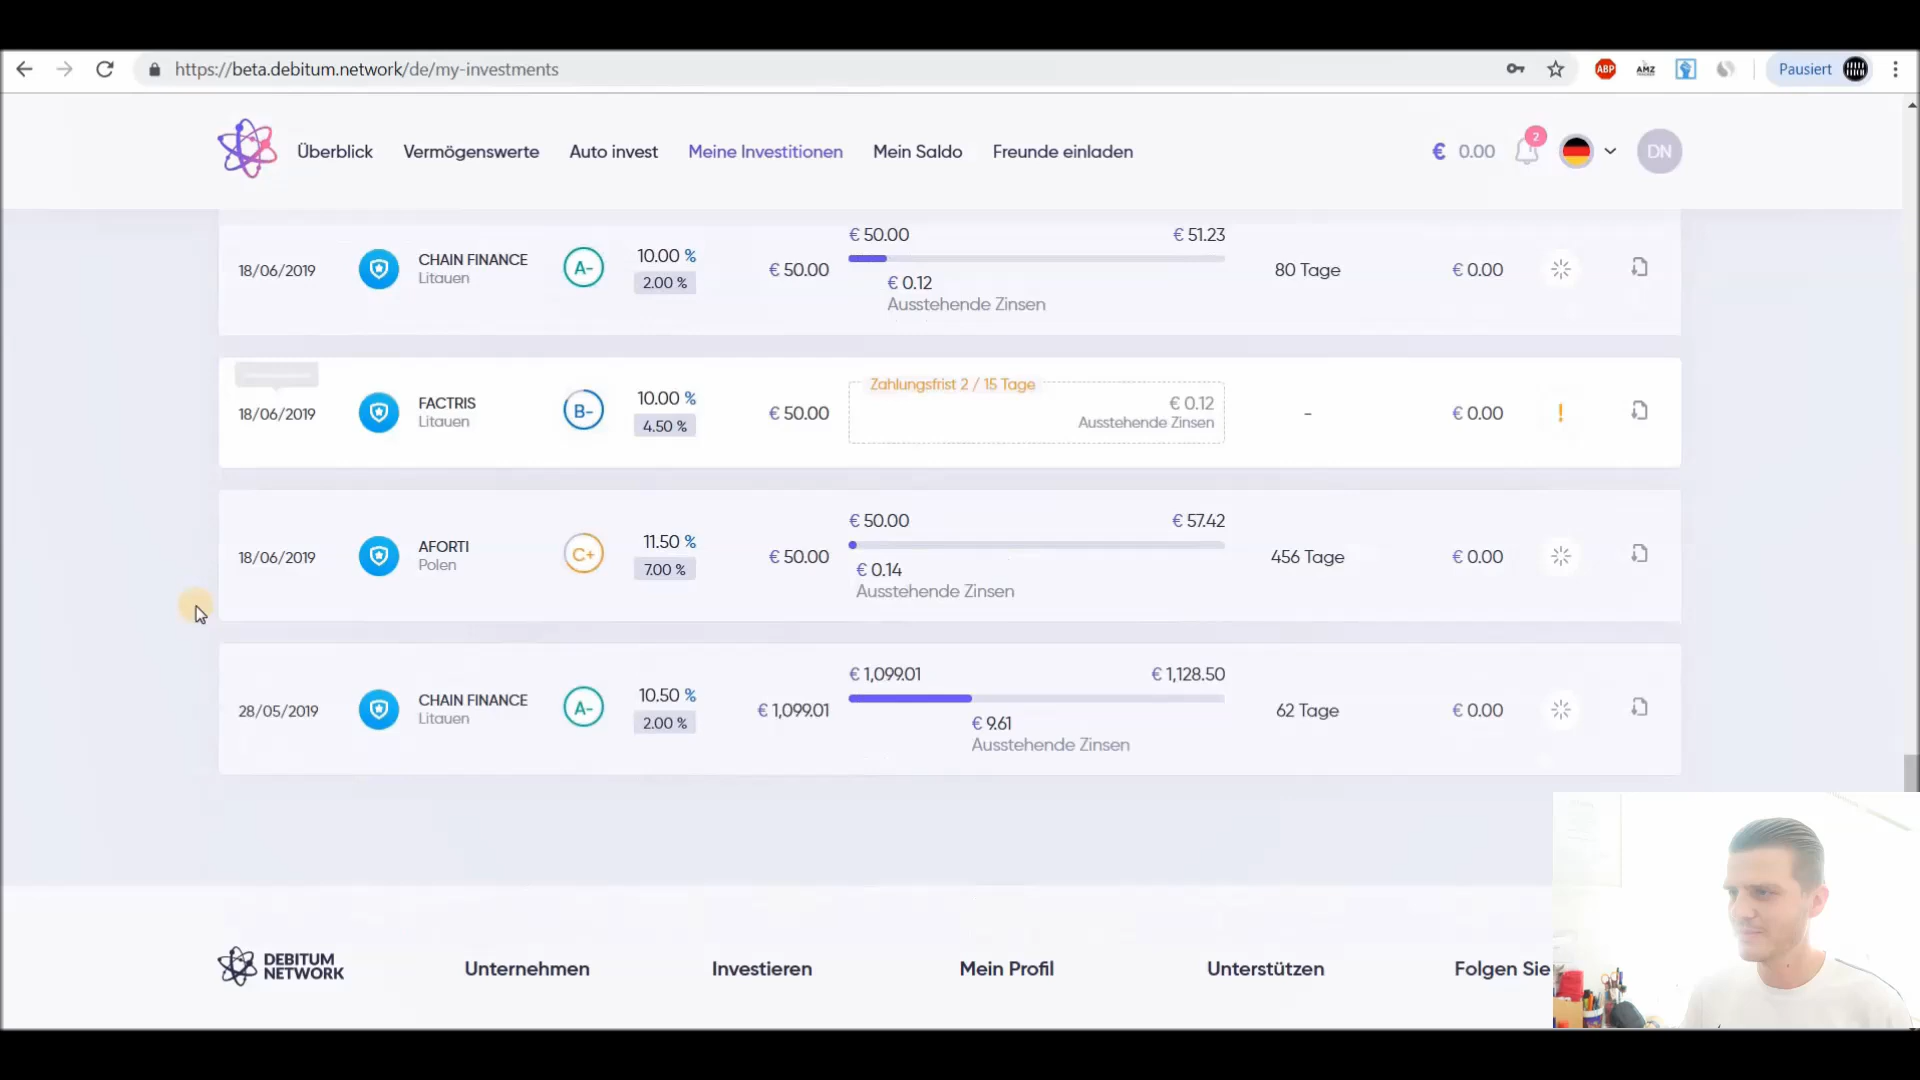 https://beta.debitum.network/de/my-investments
ABP
AMZ
Pausiert
Überblick
Vermögenswerte
Auto invest
Meine Investitionen
Mein Saldo
Freunde einladen
€ 0.00
2
DN
18/06/2019
CHAIN FINANCE
Litauen
A-
10.00 %
2.00 %
€ 50.00
€ 50.00
€ 51.23
€ 0.12
Ausstehende Zinsen
80 Tage
€ 0.00
18/06/2019
FACTRIS
Litauen
B-
10.00 %
4.50 %
€ 50.00
Zahlungsfrist 2 / 15 Tage
€ 0.12
Ausstehende Zinsen
-
€ 0.00
!
18/06/2019
AFORTI
Polen
C+
11.50 %
7.00 %
€ 50.00
€ 50.00
€ 57.42
€ 0.14
Ausstehende Zinsen
456 Tage
€ 0.00
28/05/2019
CHAIN FINANCE
Litauen
A-
10.50 %
2.00 %
€ 1,099.01
€ 1,099.01
€ 1,128.50
€ 9.61
Ausstehende Zinsen
62 Tage
€ 0.00
DEBITUM
NETWORK
Unternehmen
Investieren
Mein Profil
Unterstützen
Folgen Sie